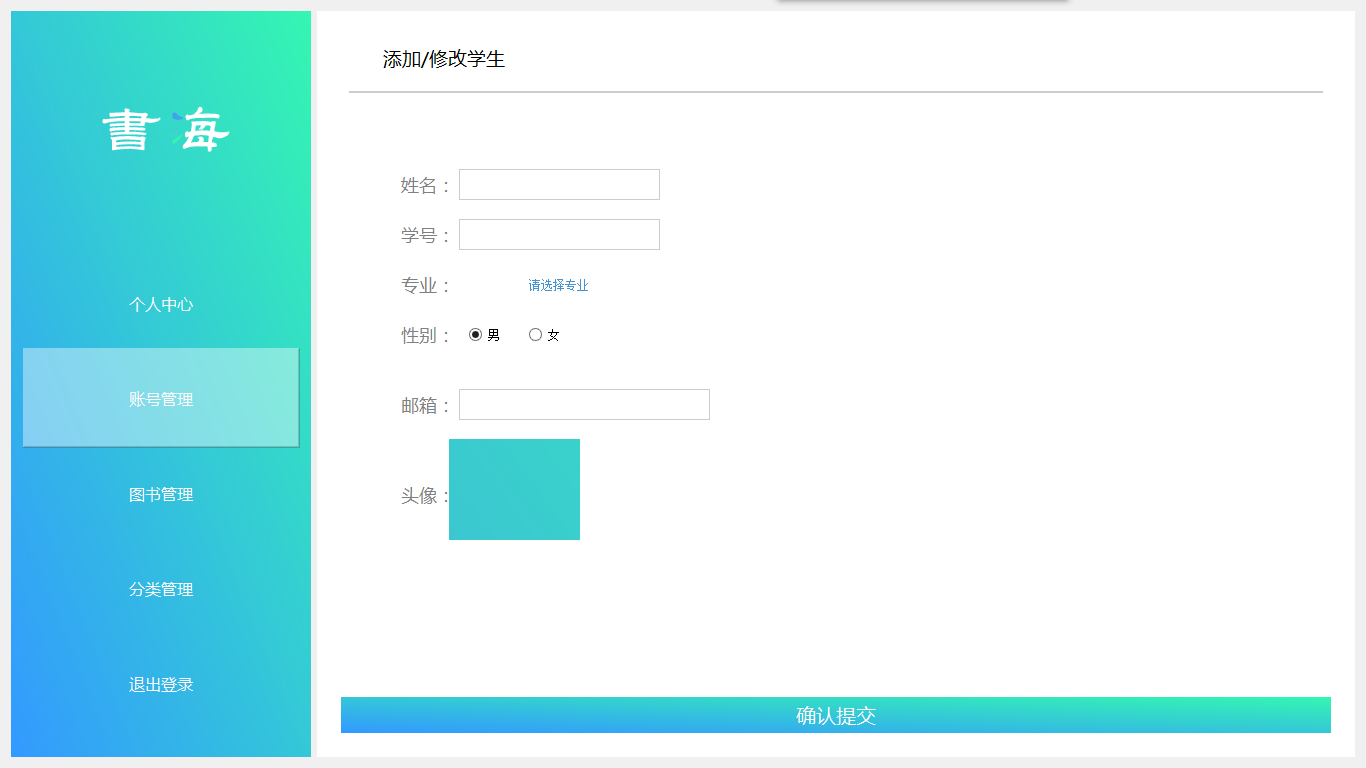 書海
个人中心
账号管理
图书管理
分类管理
退出登录
添加/修改学生
姓名：
学号：
专业： 请选择专业
性别： 男 女
邮箱：
头像：
确认提交